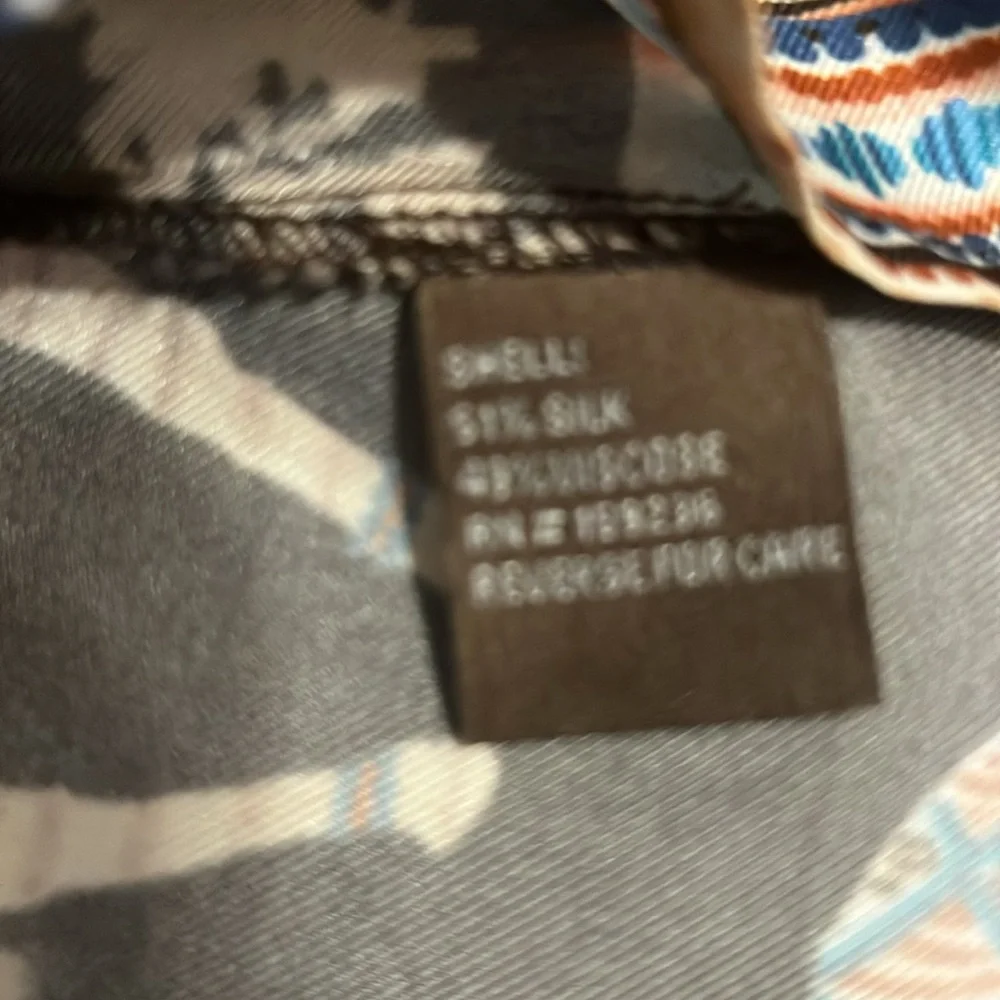 SHELL:
51% SILK
49% VISCOSE
RN#
REVERSE FOR CARE